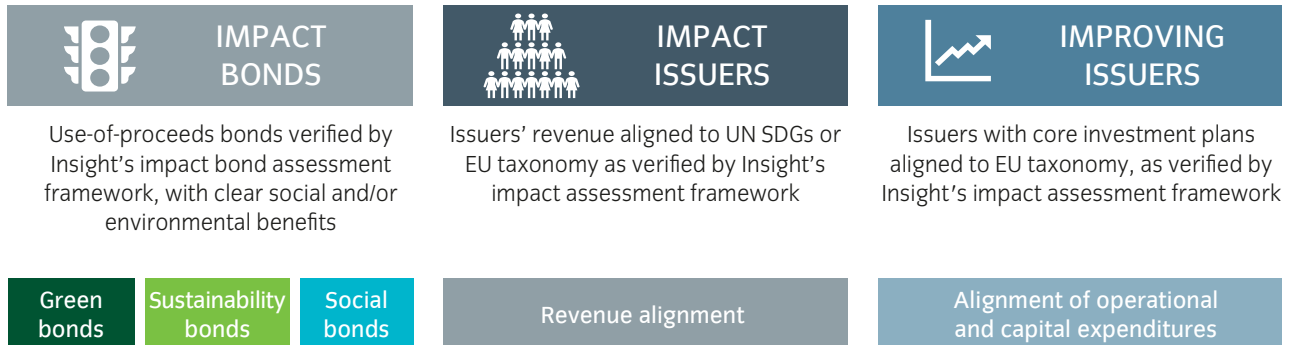 IMPACT
BONDS
Use-of-proceeds bonds verified by
Insight's impact bond assessment
framework, with clear social and/or
environmental benefits
Green
bonds
Sustainability
bonds
Social
bonds
IMPACT
ISSUERS
Issuers' revenue aligned to UN SDGs or
EU taxonomy as verified by Insight's
impact assessment framework
Revenue alignment
IMPROVING
ISSUERS
Issuers with core investment plans
aligned to EU taxonomy, as verified by
Insight's impact assessment framework
Alignment of operational
and capital expenditures